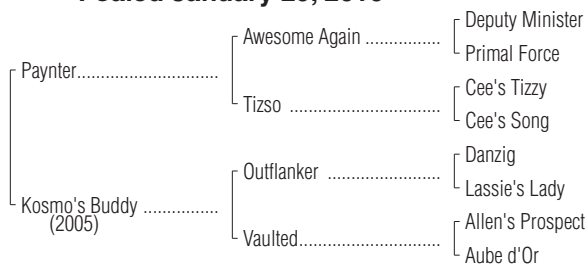 Deputy Minister
Awesome Again ....................
Primal Force
Paynter...............................
Cee's Tizzy
Tizso ...................................
Cee's Song
Danzig
Outflanker ..........................
Lassie's Lady
Kosmo's Buddy .................
(2005)
Allen's Prospect
Vaulted...............................
Aube d'Or